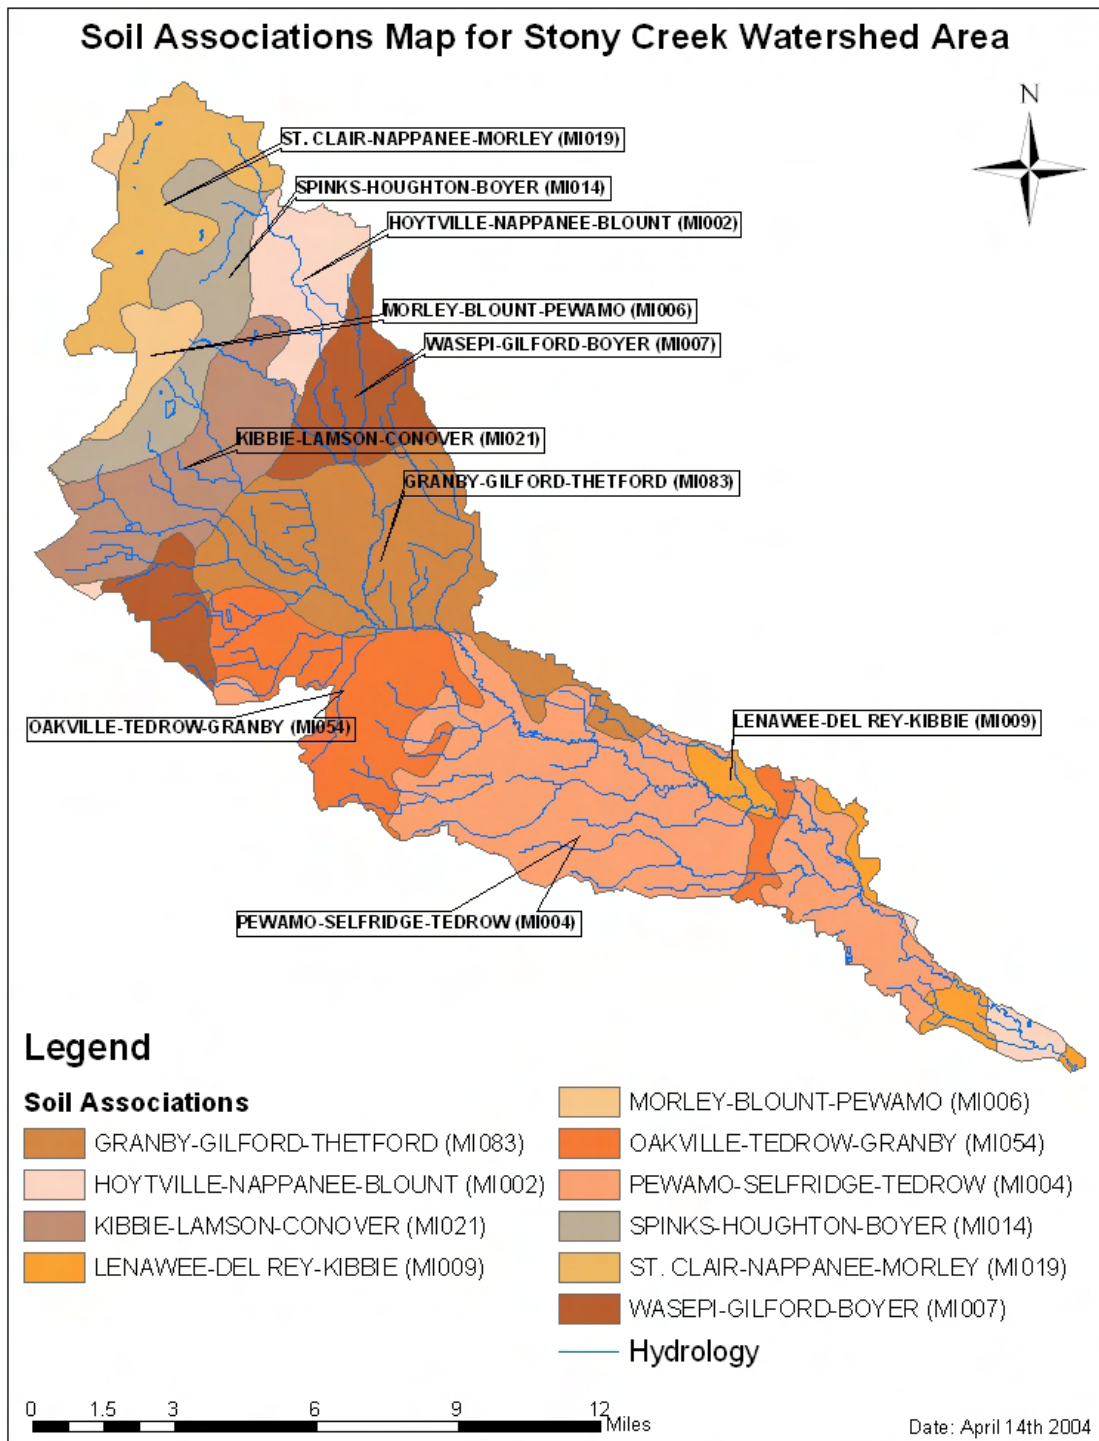 Soil Associations Map for Stony Creek Watershed Area
N
ST. CLAIR-NAPPANEE-MORLEY (MI019)
SPINKS-HOUGHTON-BOYER (MI014)
HOYTVILLE-NAPPANEE-BLOUNT (MI002)
MORLEY-BLOUNT-PEWAMO (MI006)
WASEPI-GILFORD-BOYER (MI007)
KIBBIE-LAMSON-CONOVER (MI021)
GRANBY-GILFORD-THETFORD (MI083)
OAKVILLE-TEDROW-GRANBY (MI054)
LENAWEE-DEL REY-KIBBIE (MI009)
PEWAMO-SELFRIDGE-TEDROW (MI004)
Legend
Soil Associations
GRANBY-GILFORD-THETFORD (MI083)
HOYTVILLE-NAPPANEE-BLOUNT (MI002)
KIBBIE-LAMSON-CONOVER (MI021)
LENAWEE-DEL REY-KIBBIE (MI009)
MORLEY-BLOUNT-PEWAMO (MI006)
OAKVILLE-TEDROW-GRANBY (MI054)
PEWAMO-SELFRIDGE-TEDROW (MI004)
SPINKS-HOUGHTON-BOYER (MI014)
ST. CLAIR-NAPPANEE-MORLEY (MI019)
WASEPI-GILFORD-BOYER (MI007)
Hydrology
0 1.5 3 6 9 12
Miles
Date: April 14th 2004